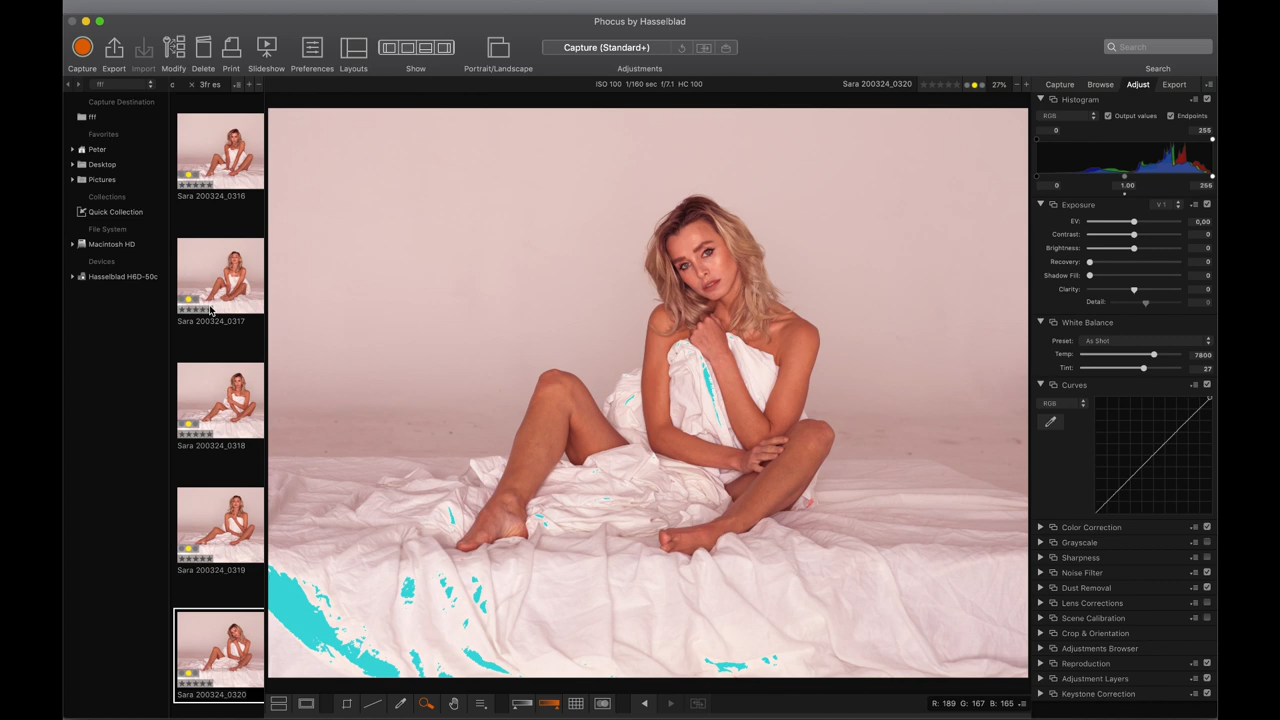 Phocus by Hasselblad
Capture (Standard+)
Search
Capture Export Import Modify Delete Print Slideshow Preferences Layouts Show Portrait/Landscape Adjustments Search
fff c × 3fr es ISO 100 1/160 sec f/7.1 HC 100 Sara 200324_0320 27% Capture Browse Adjust Export
Capture Destination
fff
Favorites
Peter
Desktop
Pictures
Collections
Quick Collection
File System
Macintosh HD
Devices
Hasselblad H6D-50c
Sara 200324_0316
Sara 200324_0317
Sara 200324_0318
Sara 200324_0319
Sara 200324_0320
Histogram
RGB Output values Endpoints
0 255
0 1.00 256
Exposure V 1
EV: 0,00
Contrast: 0
Brightness: 0
Recovery: 0
Shadow Fill: 0
Clarity: 0
Detail: 0
White Balance
Preset: As Shot
Temp: 7800
Tint: 27
Curves
RGB
Color Correction
Grayscale
Sharpness
Noise Filter
Dust Removal
Lens Corrections
Scene Calibration
Crop & Orientation
Adjustments Browser
Reproduction
Adjustment Layers
Keystone Correction
R: 189 G: 167 B: 165